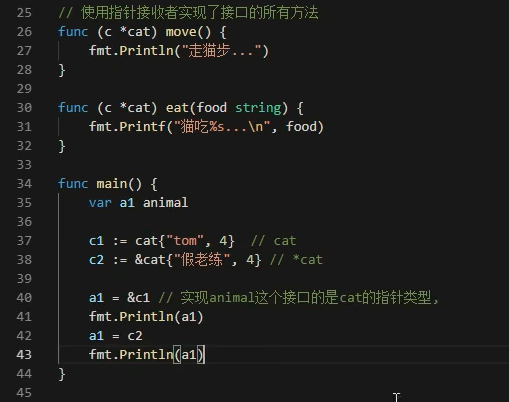 25 // 使用指针接收者实现了接口的所有方法
26 func (c *cat) move() {
27     fmt.Println("走猫步...")
28 }
29
30 func (c *cat) eat(food string) {
31     fmt.Printf("猫吃%s...\n", food)
32 }
33
34 func main() {
35     var a1 animal
36
37     c1 := cat{"tom", 4}  // cat
38     c2 := &cat{"假老练", 4} // *cat
39
40     a1 = &c1 // 实现animal这个接口的是cat的指针类型,
41     fmt.Println(a1)
42     a1 = c2
43     fmt.Println(a1)
44 }
45